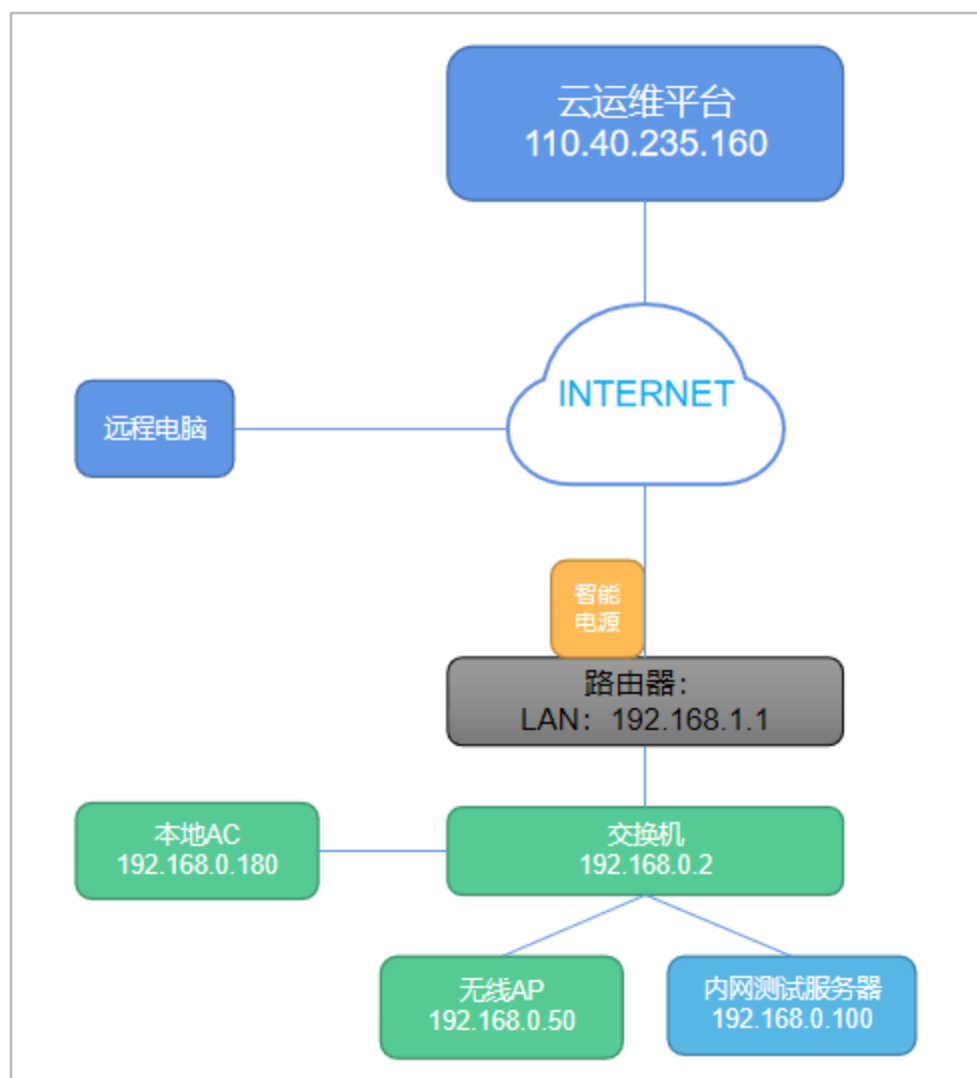 云运维平台
110.40.235.160
INTERNET
远程电脑
智能
电源
路由器：
LAN：192.168.1.1
本地AC
192.168.0.180
交换机
192.168.0.2
无线AP
192.168.0.50
内网测试服务器
192.168.0.100